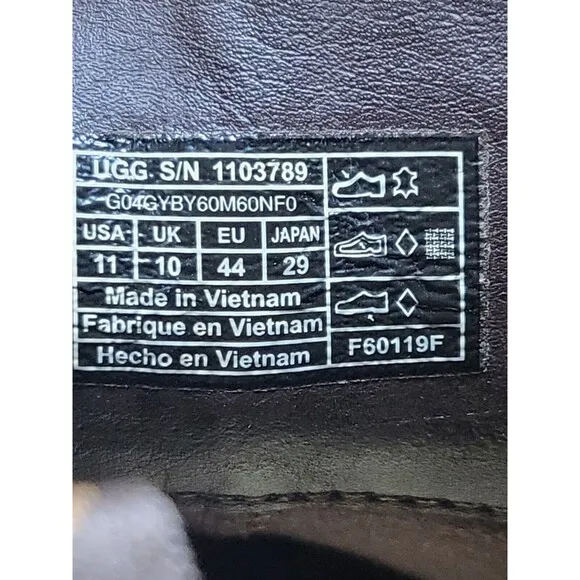 UGG S/N 1103789
G04GYBY60M60NF0
USA UK EU JAPAN
11 10 44 29
Made in Vietnam
Fabrique en Vietnam
Hecho en Vietnam
F60119F